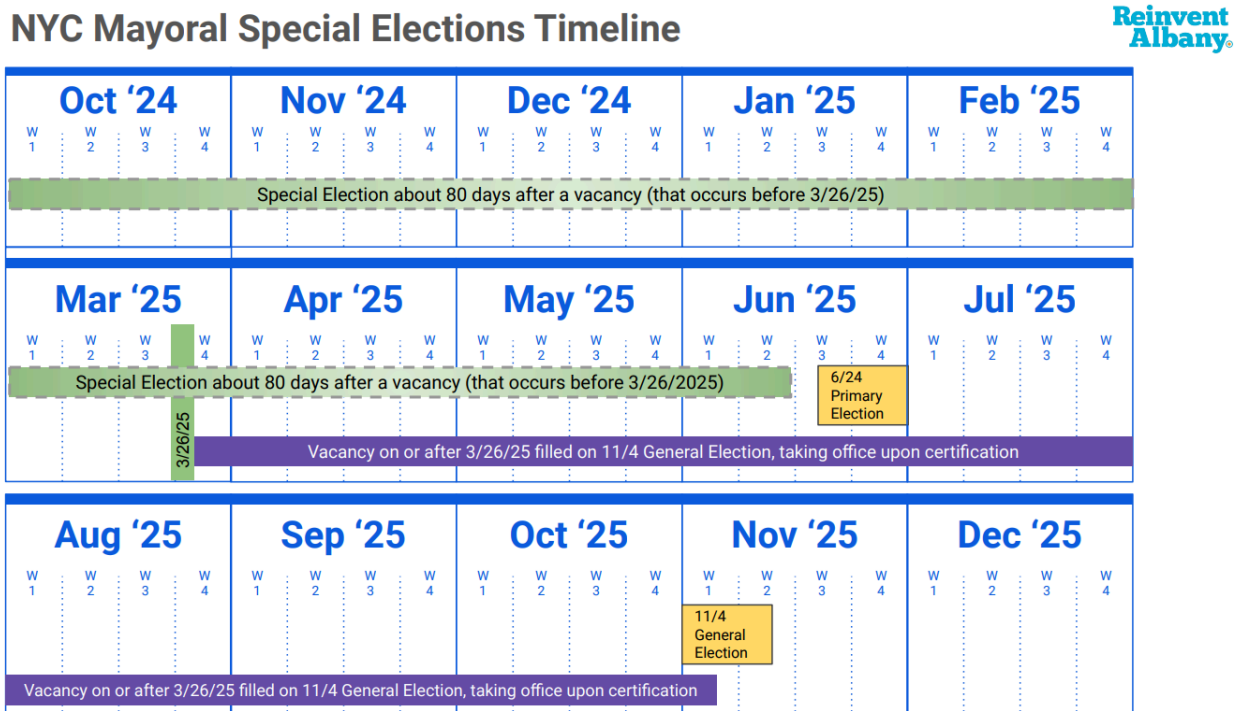 NYC Mayoral Special Elections Timeline
Reinvent
Albany®
Oct ‘24 Nov ‘24 Dec ‘24 Jan ‘25 Feb ‘25
W W W W W W W W W W W W W W W W W W W W
1 2 3 4 1 2 3 4 1 2 3 4 1 2 3 4 1 2 3 4
Special Election about 80 days after a vacancy (that occurs before 3/26/25)
Mar ‘25 Apr ‘25 May ‘25 Jun ‘25 Jul ‘25
W W W W W W W W W W W W W W W W W W W W
1 2 3 4 1 2 3 4 1 2 3 4 1 2 3 4 1 2 3 4
Special Election about 80 days after a vacancy (that occurs before 3/26/2025)
6/24
Primary
Election
3/26/25
Vacancy on or after 3/26/25 filled on 11/4 General Election, taking office upon certification
Aug ‘25 Sep ‘25 Oct ‘25 Nov ‘25 Dec ‘25
W W W W W W W W W W W W W W W W W W W W
1 2 3 4 1 2 3 4 1 2 3 4 1 2 3 4 1 2 3 4
11/4
General
Election
Vacancy on or after 3/26/25 filled on 11/4 General Election, taking office upon certification